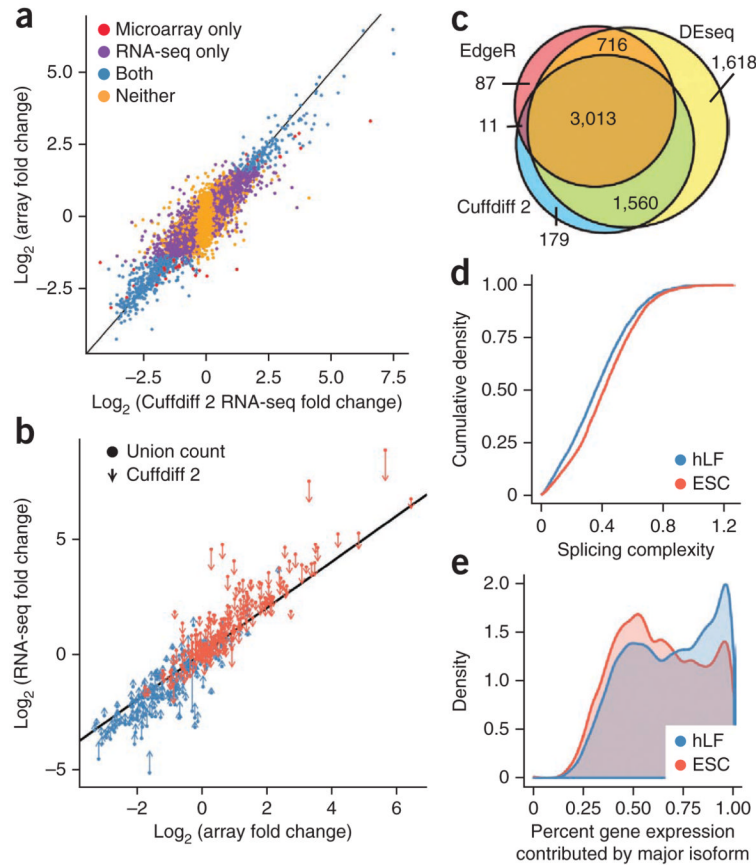 a
Microarray only
RNA-seq only
Both
Neither
5.0
2.5
0
−2.5
Log2 (array fold change)
−2.5
0
2.5
5.0
7.5
Log2 (Cuffdiff 2 RNA-seq fold change)
b
Union count
Cuffdiff 2
5
0
−5
Log2 (RNA-seq fold change)
−2
0
2
4
6
Log2 (array fold change)
c
EdgeR
DEseq
716
1,618
87
3,013
11
Cuffdiff 2
1,560
179
d
1.00
0.75
0.50
0.25
0
Cumulative density
hLF
ESC
0
0.4
0.8
1.2
Splicing complexity
e
2.0
1.5
1.0
0.5
0
Density
hLF
ESC
0
0.25
0.50
0.75
1.00
Percent gene expression
contributed by major isoform